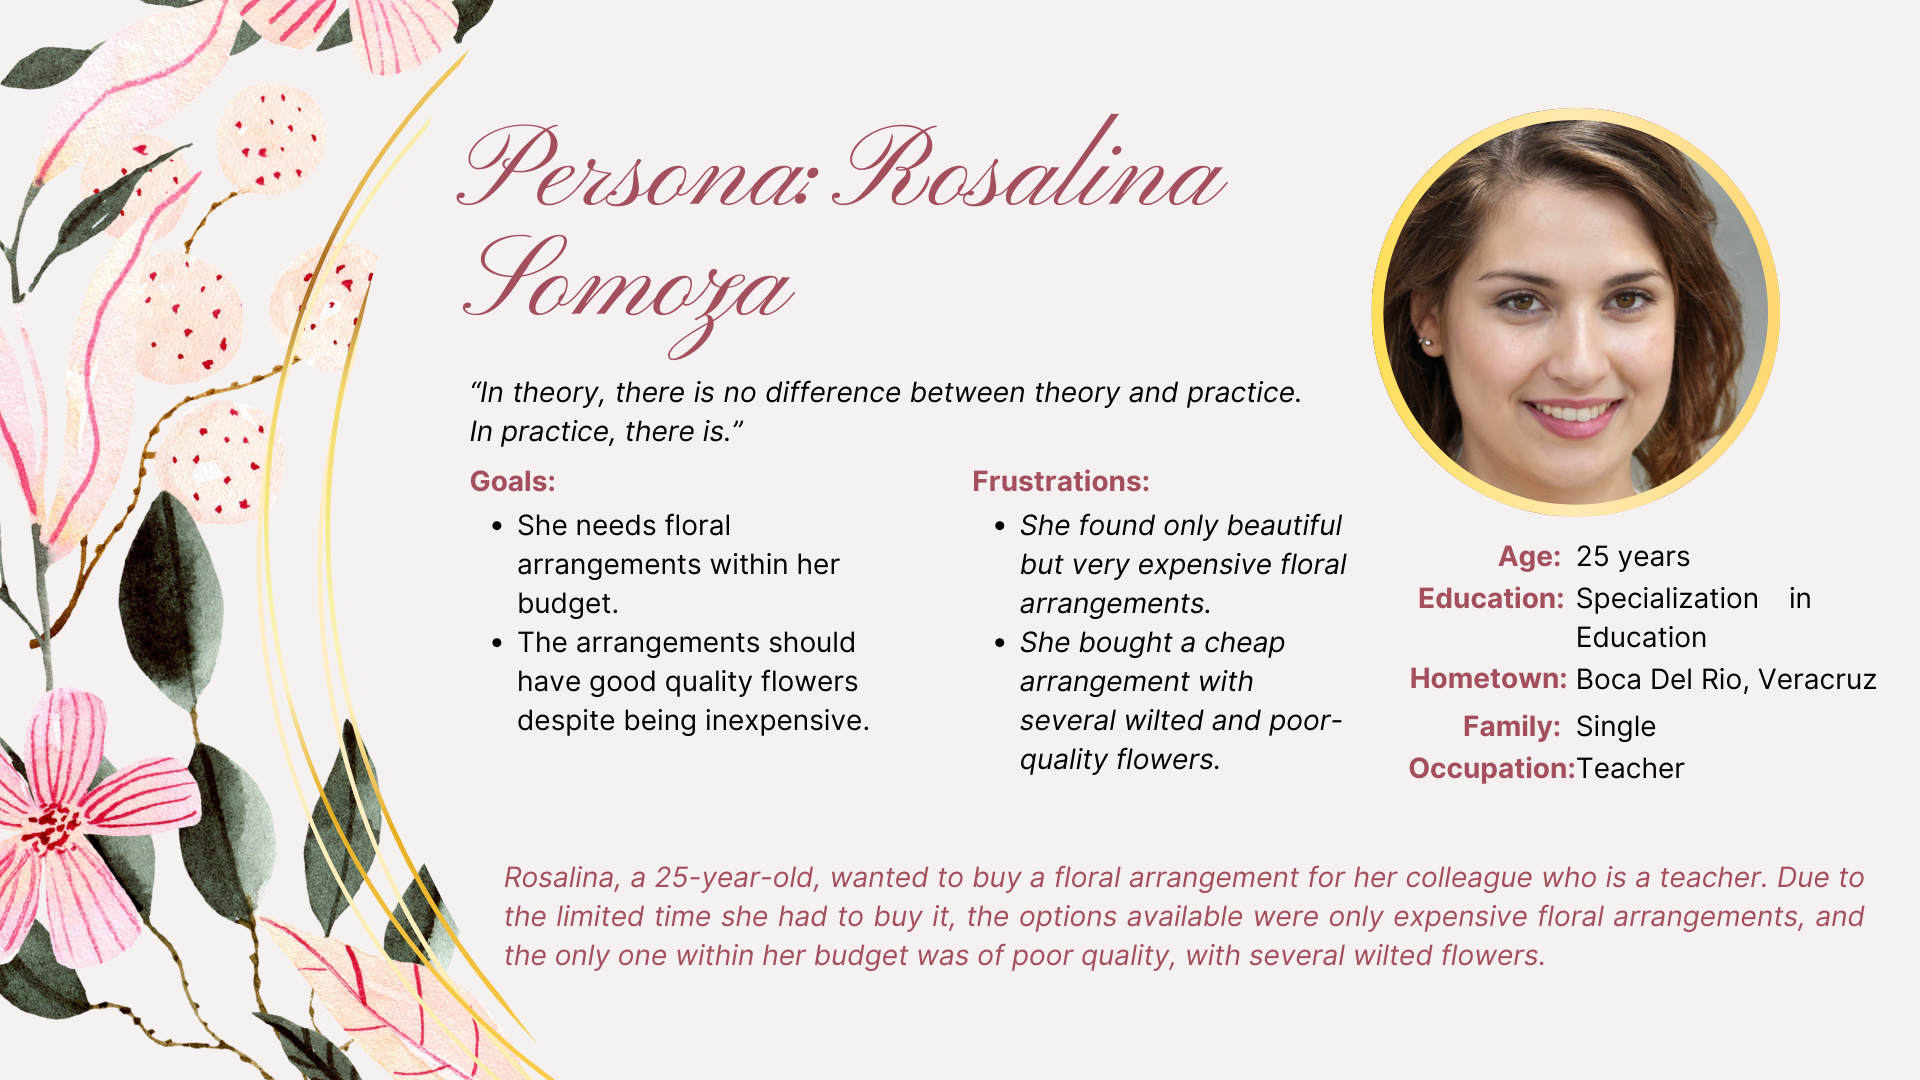 Persona: Rosalina
Somoza
“In theory, there is no difference between theory and practice.
In practice, there is.”
Goals:
• She needs floral
arrangements within her
budget.
• The arrangements should
have good quality flowers
despite being inexpensive.
Frustrations:
• She found only beautiful
but very expensive floral
arrangements.
• She bought a cheap
arrangement with
several wilted and poor-
quality flowers.
Age: 25 years
Education: Specialization in
Education
Hometown: Boca Del Rio, Veracruz
Family: Single
Occupation: Teacher
Rosalina, a 25-year-old, wanted to buy a floral arrangement for her colleague who is a teacher. Due to
the limited time she had to buy it, the options available were only expensive floral arrangements, and
the only one within her budget was of poor quality, with several wilted flowers.